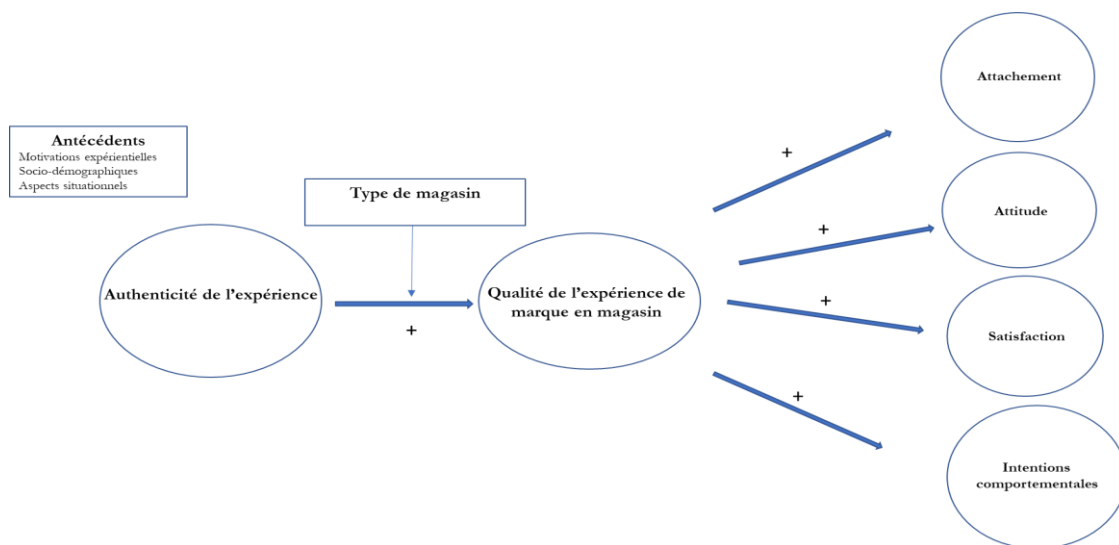 Attachement
Antécédents
Motivations expérientielles
Socio-démographiques
Aspects situationnels
+
Type de magasin
Attitude
+
Authenticité de l'expérience
Qualité de l'expérience de
marque en magasin
+
+
Satisfaction
+
Intentions
comportementales